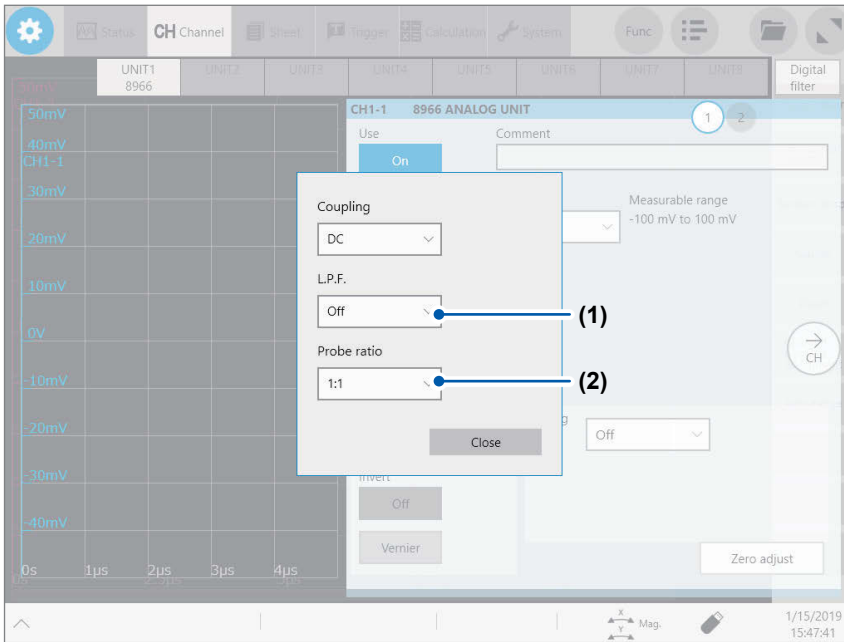 Status CH Channel Sheet Trigger Calculation System Func
UNIT1 UNIT2 UNIT3 UNIT4 UNIT5 UNIT6 UNIT7 UNIT8 Digital
8966 filter
50mV CH1-1 8966 ANALOG UNIT 1 2
Use Comment
40mV On
CH1-1
30mV Measurable range
Coupling -100 mV to 100 mV
20mV DC
L.P.F.
10mV
Off (1)
0V
Probe ratio CH
-10mV 1:1 (2)
-20mV Off
Close
-30mV Invert
Off
-40mV
Vernier Zero adjust
0s 1µs 2µs 3µs 4µs
2.5µs 5µs
X Mag. 1/15/2019
Y 15:47:41